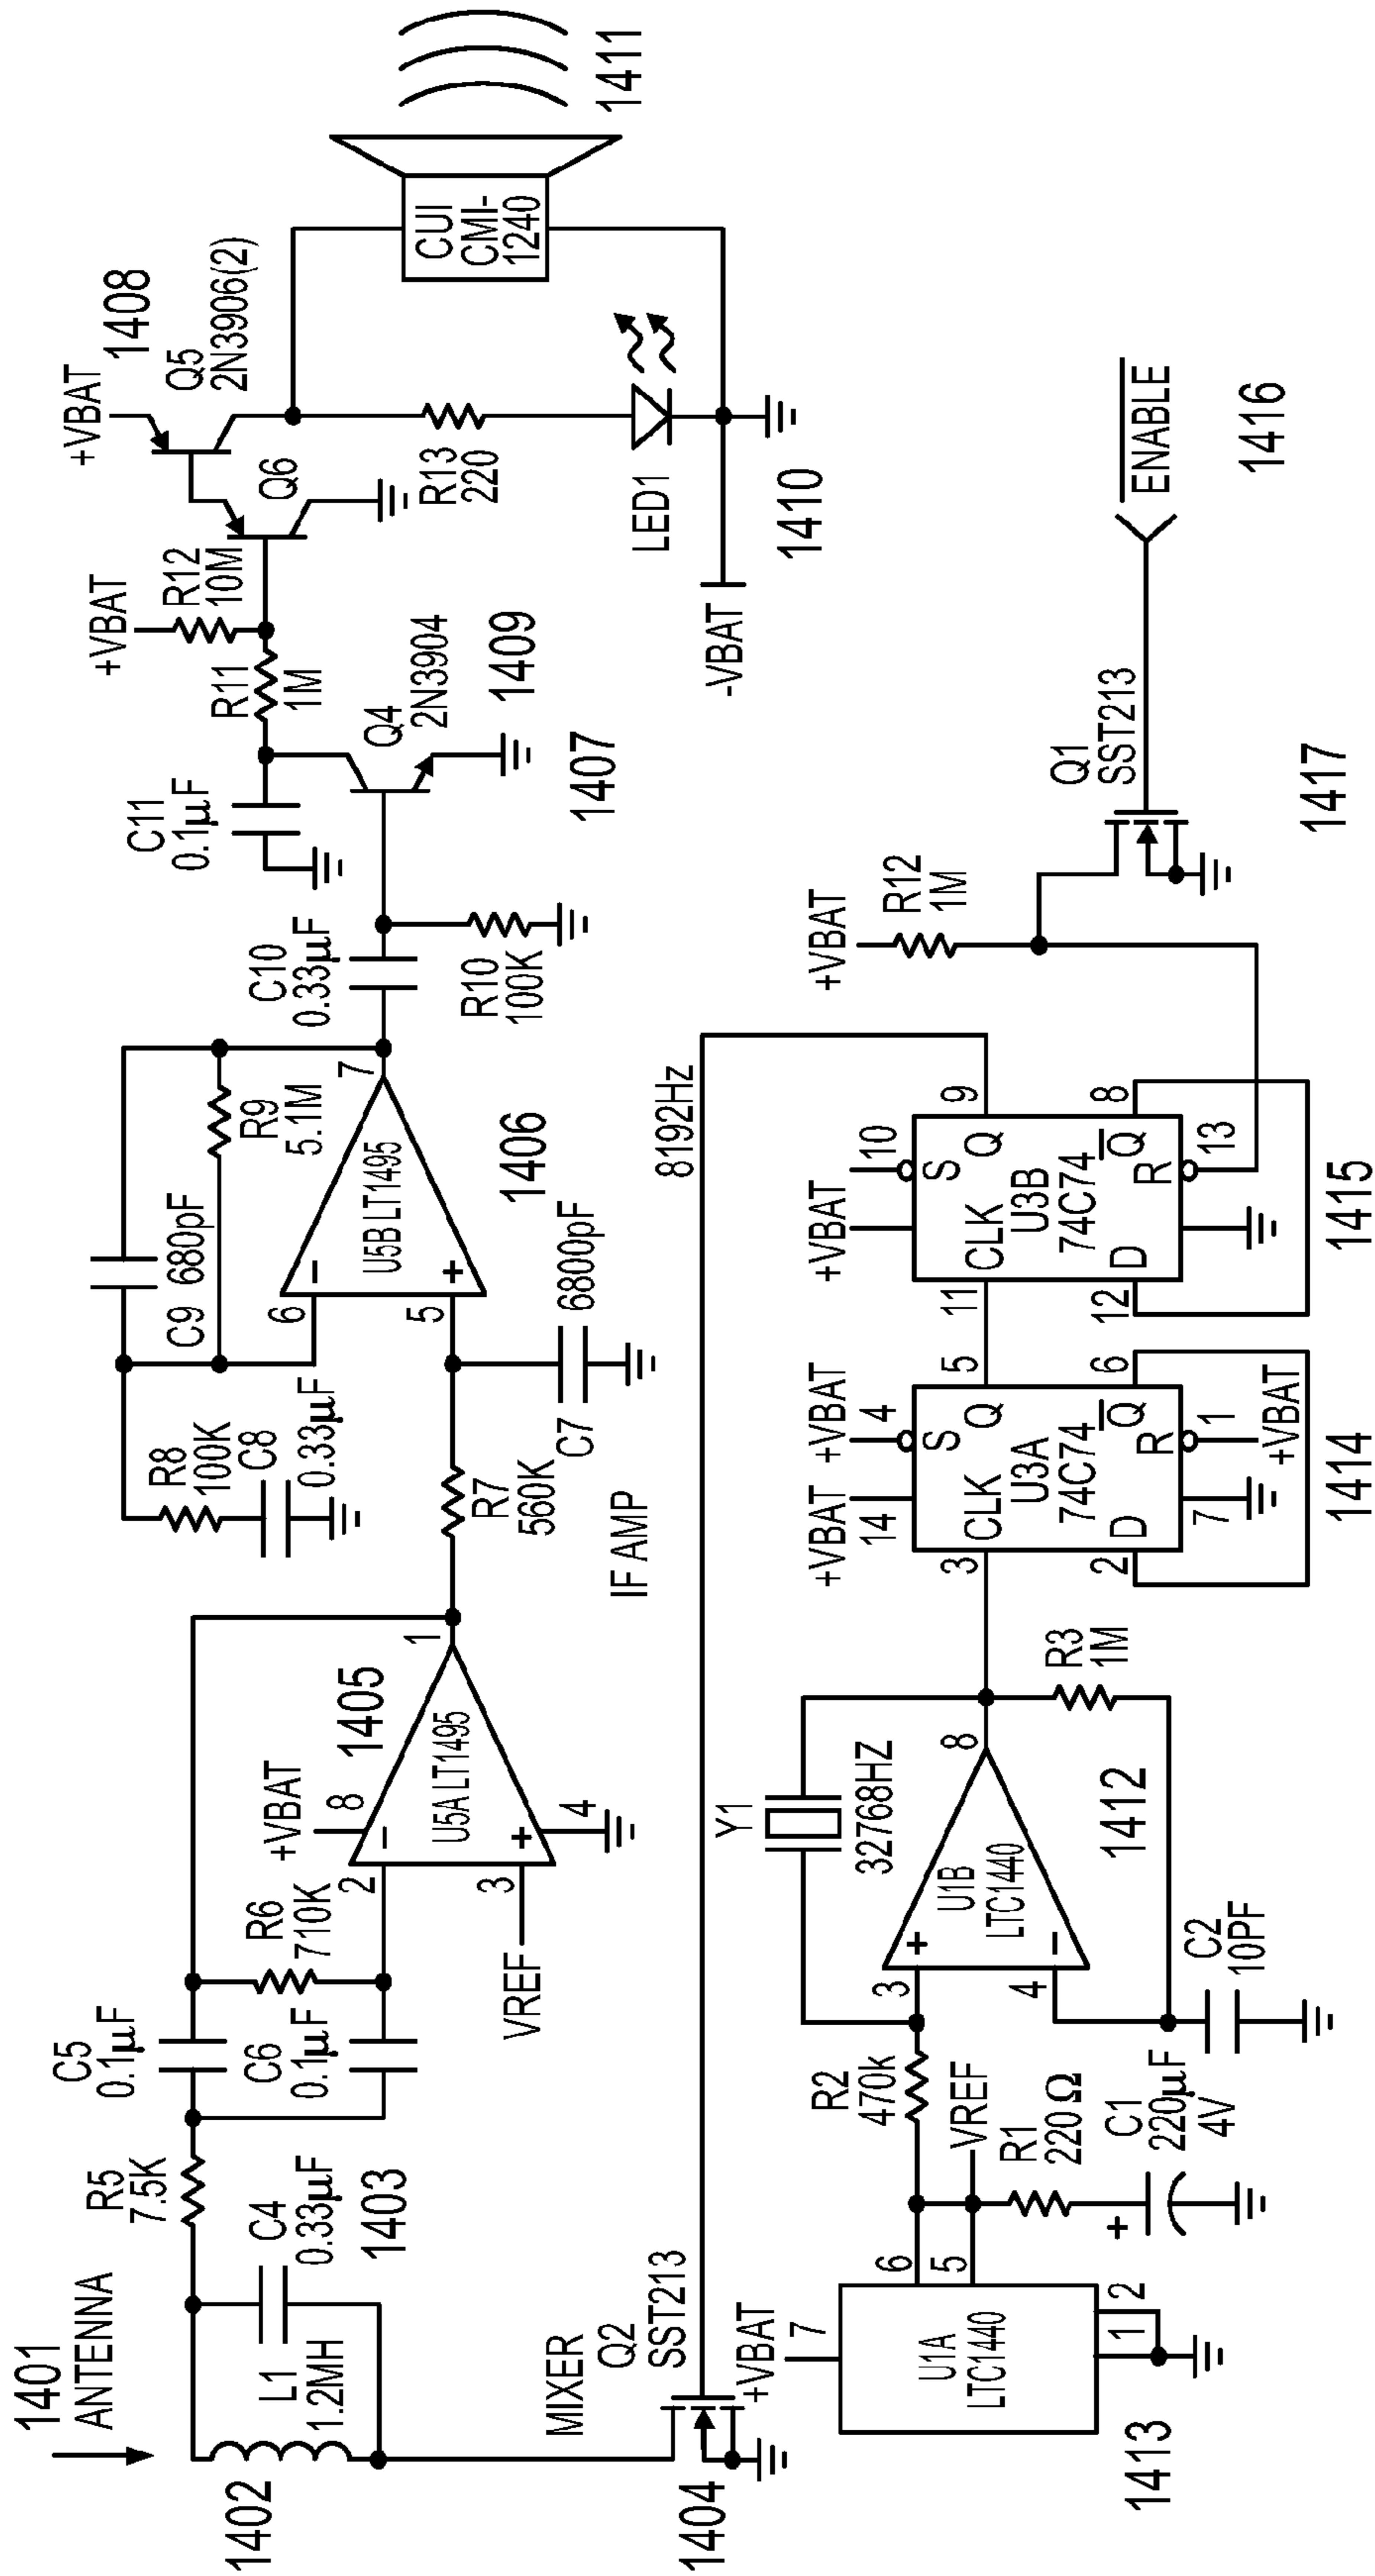 1401
ANTENNA
1402
L1
1.2MH
C4
0.33µF
1403
R5
7.5K
C5
0.1µF
C6
0.1µF
R6
710K
+VBAT
8
2
3
VREF
–
+
U5A LT1495
4
1
1405
IF AMP
R7
560K
C7
6800pF
R8
100K
C8
0.33µF
C9 680pF
R9
5.1M
6
5
–
+
U5B LT1495
7
1406
C10
0.33µF
R10
100K
C11
0.1µF
Q4
2N3904
1407
1409
R11
1M
+VBAT
R12
10M
Q6
+VBAT
1408
Q5
2N3906(2)
R13
220
LED1
-VBAT
1410
CUI
CMI-
1240
1411
MIXER
Q2
SST213
1404
8192Hz
+VBAT
7
U1A
LTC1440
1413
1
2
6
5
VREF
R1
220 Ω
+
C1
220µF
4V
R2
470k
3
4
+
–
U1B
LTC1440
8
1412
Y1
32768HZ
C2
10PF
R3
1M
+VBAT
14
+VBAT
4
3
CLK
S
Q
5
U3A
74C74
2
D
R
Q
6
7
1
+VBAT
1414
+VBAT
10
11
CLK
S
Q
9
U3B
74C74
12
D
R
Q
8
13
1415
+VBAT
R12
1M
Q1
SST213
1417
ENABLE
1416